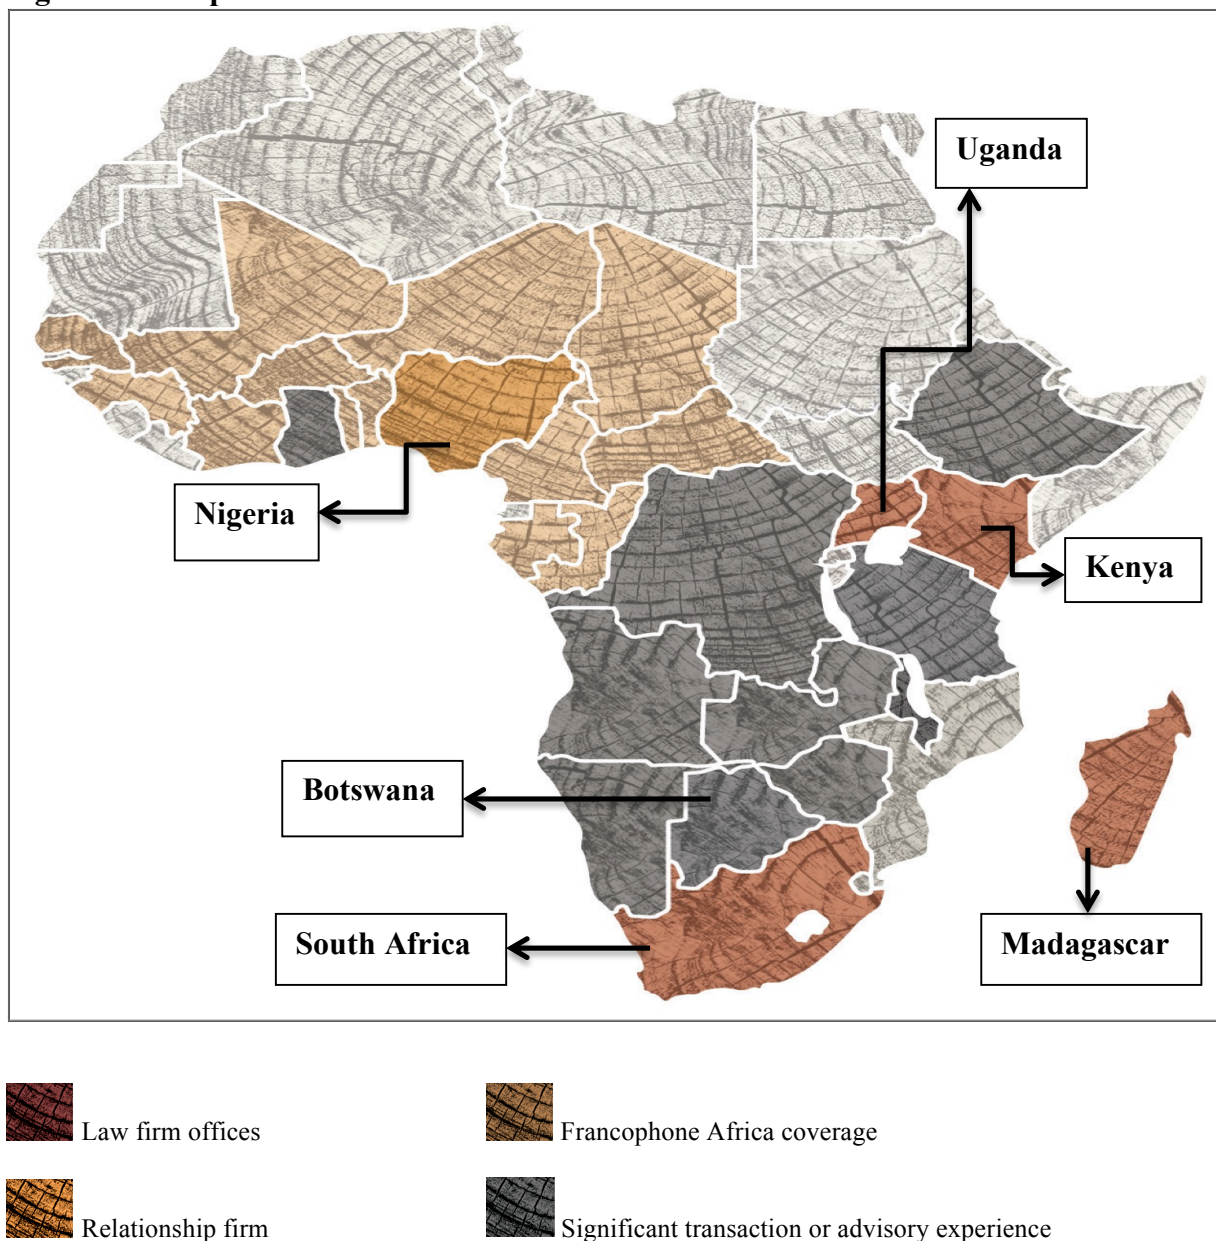 Uganda
Nigeria
Kenya
Botswana
South Africa
Madagascar
Law firm offices
Francophone Africa coverage
Relationship firm
Significant transaction or advisory experience